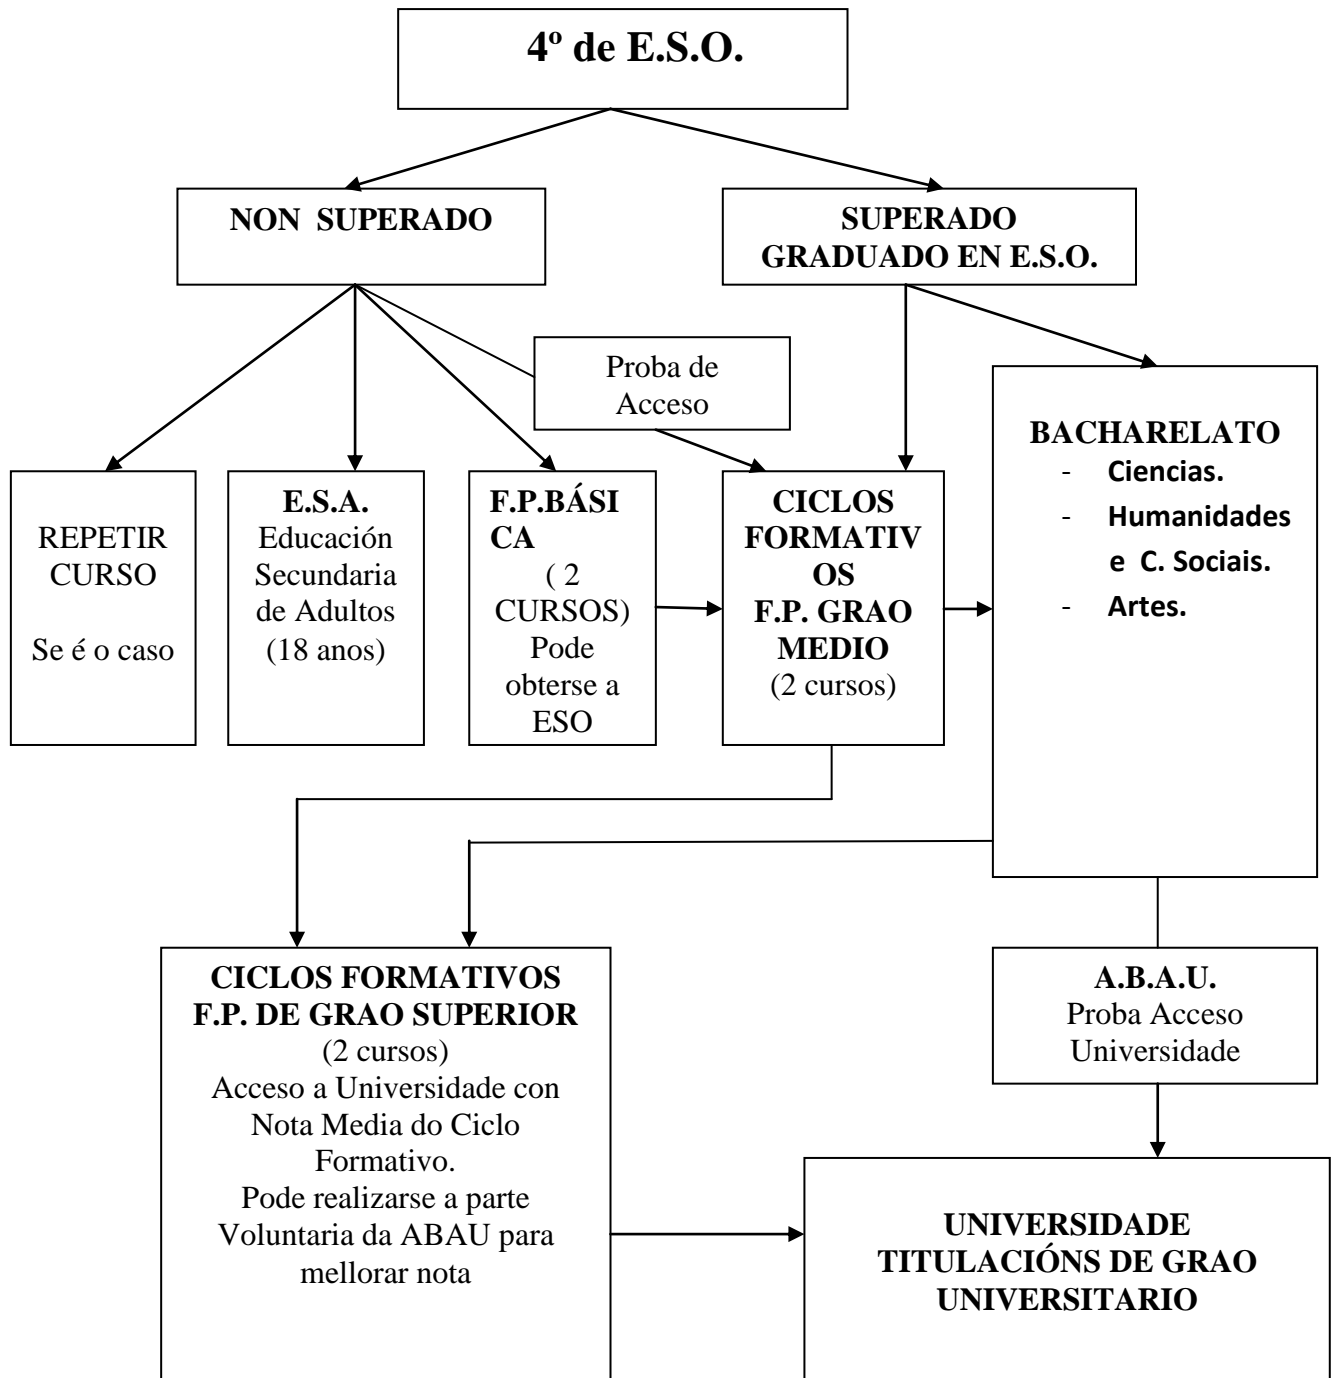 4º de E.S.O.
NON SUPERADO
SUPERADO
GRADUADO EN E.S.O.
Proba de
Acceso
REPETIR
CURSO
Se é o caso
E.S.A.
Educación
Secundaria
de Adultos
(18 anos)
F.P.BÁSI
CA
( 2
CURSOS)
Pode
obterse a
ESO
CICLOS
FORMATIV
OS
F.P. GRAO
MEDIO
(2 cursos)
BACHARELATO
- Ciencias.
- Humanidades
e C. Sociais.
- Artes.
CICLOS FORMATIVOS
F.P. DE GRAO SUPERIOR
(2 cursos)
Acceso a Universidade con
Nota Media do Ciclo
Formativo.
Pode realizarse a parte
Voluntaria da ABAU para
mellorar nota
A.B.A.U.
Proba Acceso
Universidade
UNIVERSIDADE
TITULACIÓNS DE GRAO
UNIVERSITARIO